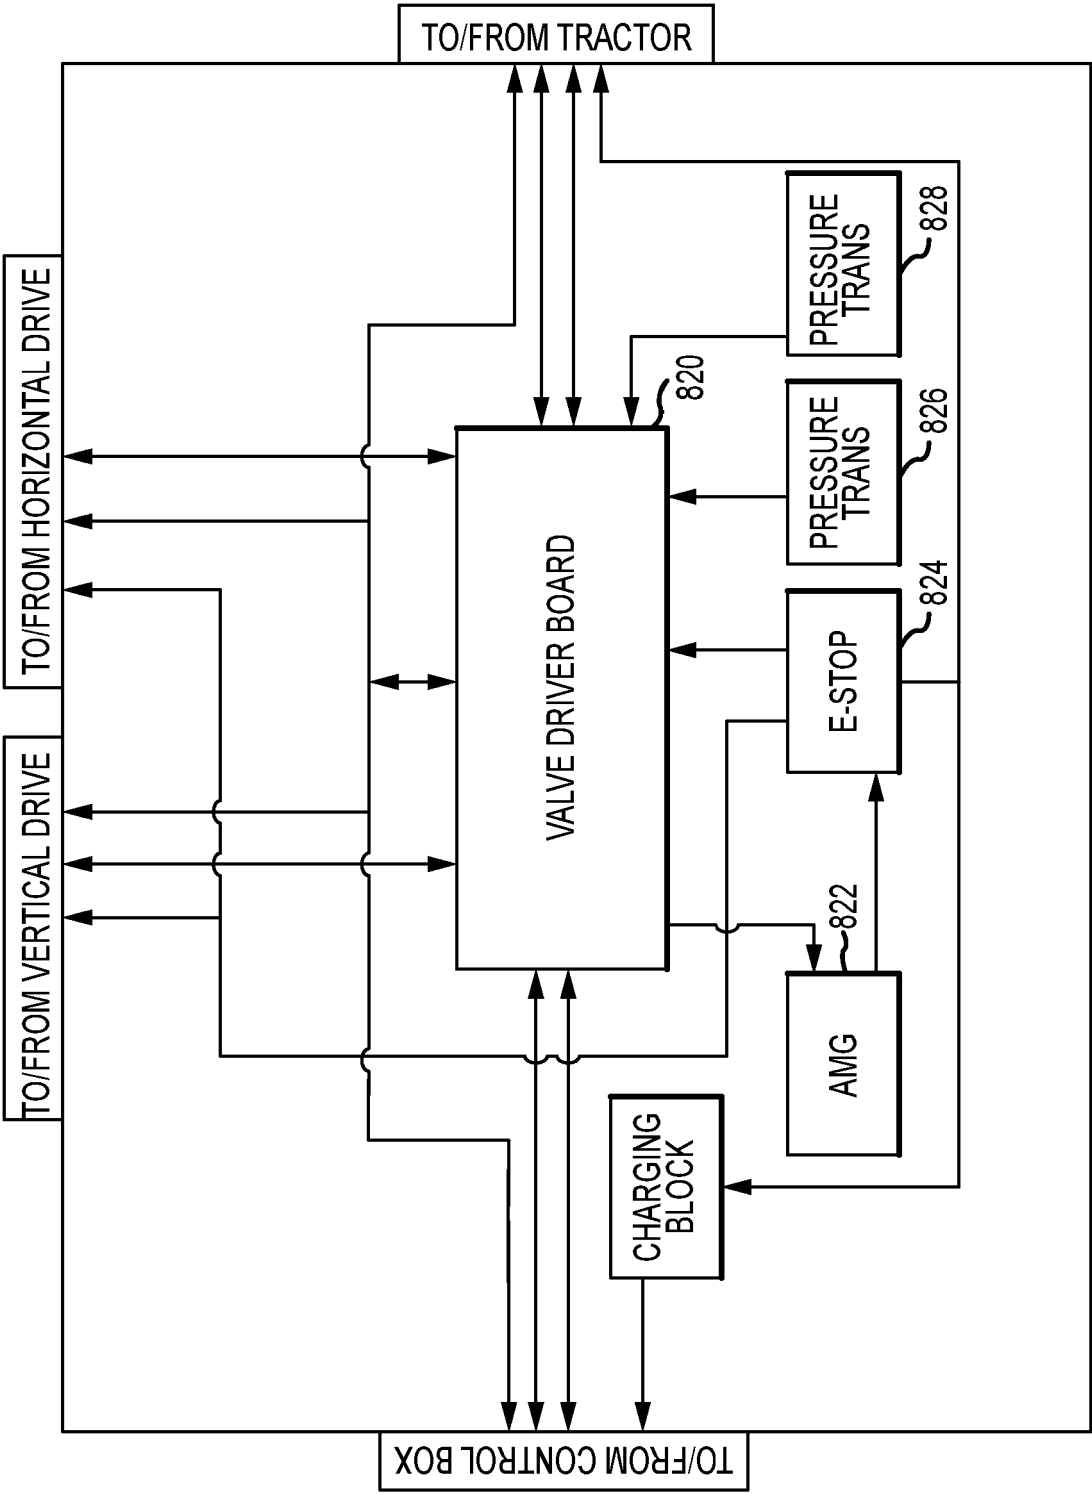 TO/FROM TRACTOR
TO/FROM HORIZONTAL DRIVE
TO/FROM VERTICAL DRIVE
PRESSURE
TRANS
828
820
PRESSURE
TRANS
826
VALVE DRIVER BOARD
E-STOP
824
AMG
822
CHARGING
BLOCK
TO/FROM CONTROL BOX